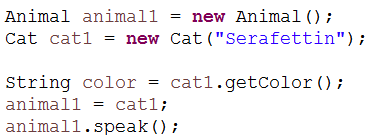 Animal animal1 = new Animal();
Cat cat1 = new Cat("Serafettin");
String color = cat1.getColor();
animal1 = cat1;
animal1.speak();